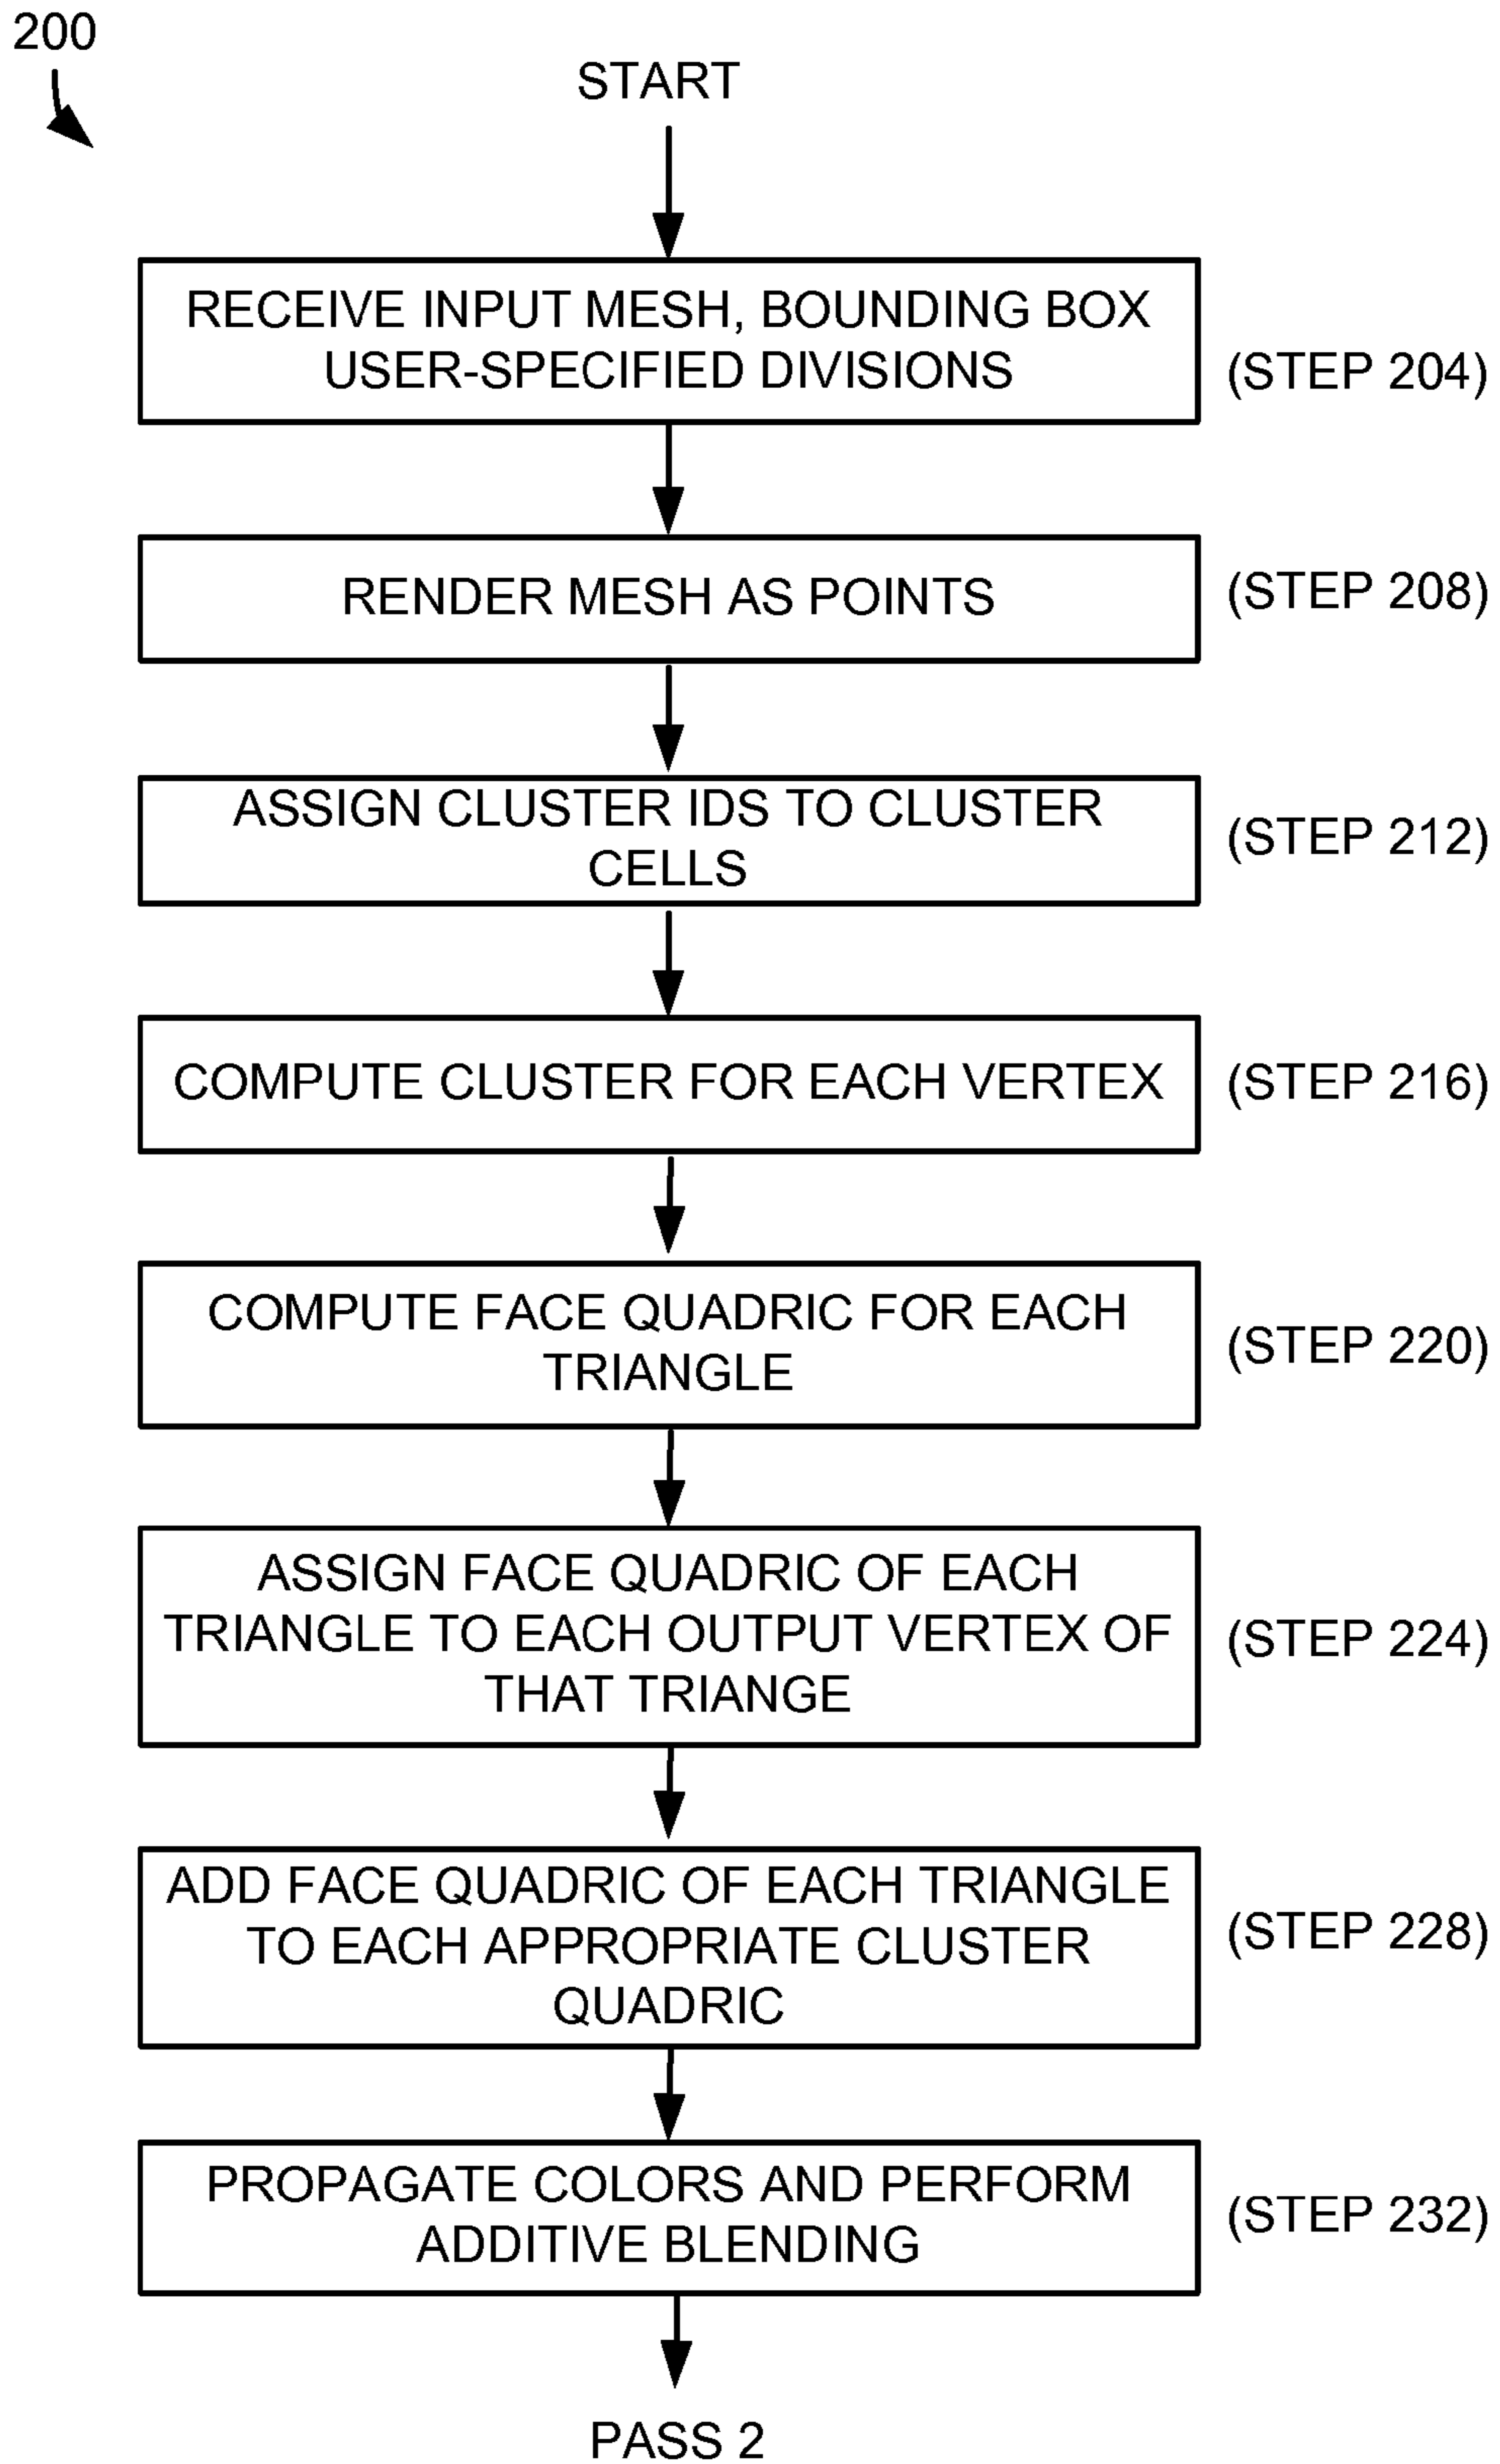 200
START
RECEIVE INPUT MESH, BOUNDING BOX
USER-SPECIFIED DIVISIONS
(STEP 204)
RENDER MESH AS POINTS
(STEP 208)
ASSIGN CLUSTER IDS TO CLUSTER
CELLS
(STEP 212)
COMPUTE CLUSTER FOR EACH VERTEX
(STEP 216)
COMPUTE FACE QUADRIC FOR EACH
TRIANGLE
(STEP 220)
ASSIGN FACE QUADRIC OF EACH
TRIANGLE TO EACH OUTPUT VERTEX OF
THAT TRIANGE
(STEP 224)
ADD FACE QUADRIC OF EACH TRIANGLE
TO EACH APPROPRIATE CLUSTER
QUADRIC
(STEP 228)
PROPAGATE COLORS AND PERFORM
ADDITIVE BLENDING
(STEP 232)
PASS 2